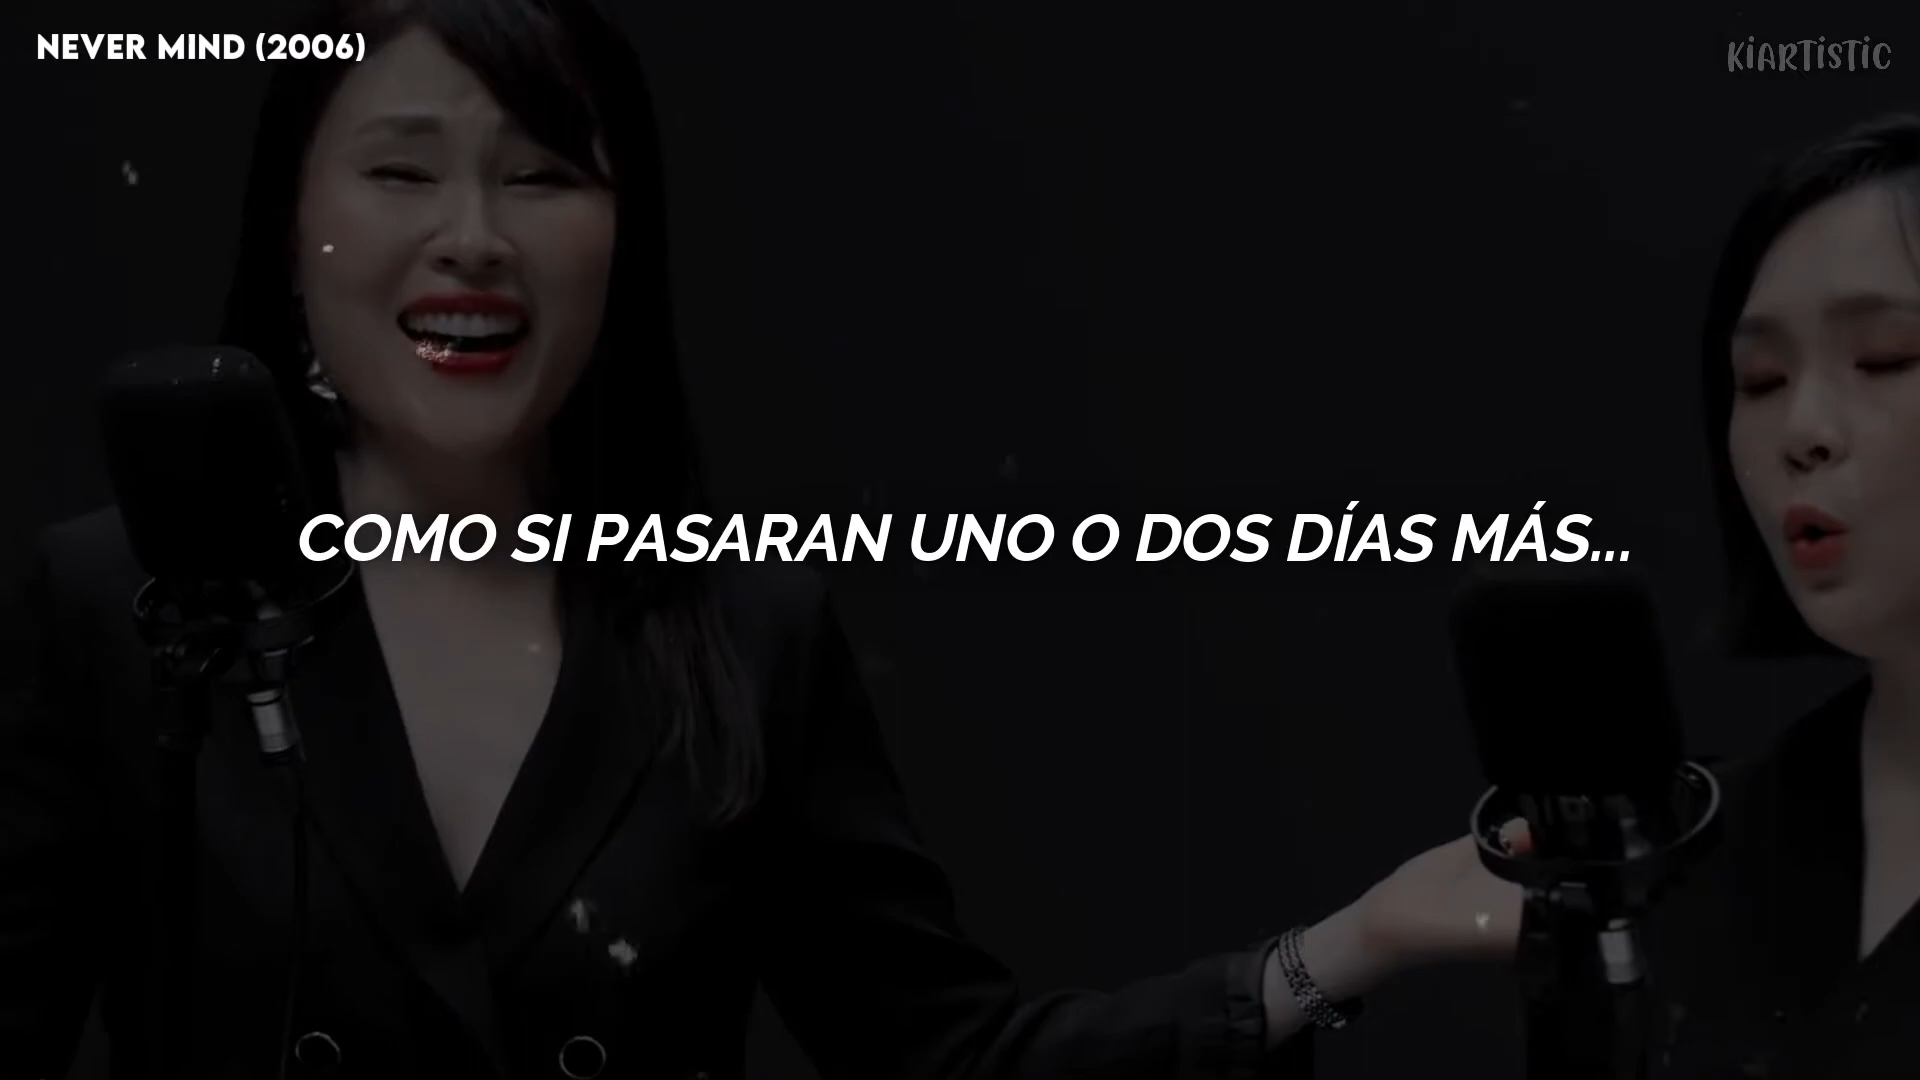 NEVER MIND (2006)
KiARTiSTiC
COMO SI PASARAN UNO O DOS DÍAS MÁS...